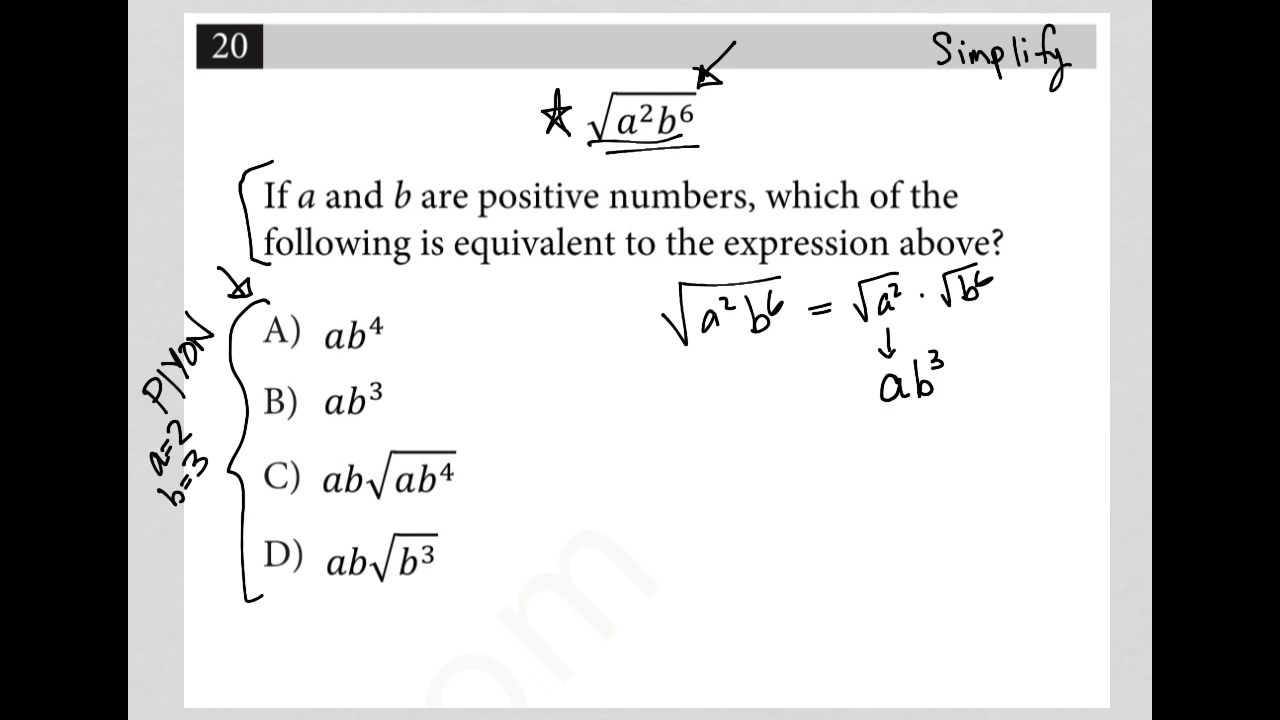 20
Simplify
√a²b⁶
If a and b are positive numbers, which of the
following is equivalent to the expression above?
√a²b⁶ = √a² · √b⁶
ab³
A) ab⁴
B) ab³
C) ab√ab⁴
D) ab√b³
PIYON
a=2
b=3
om